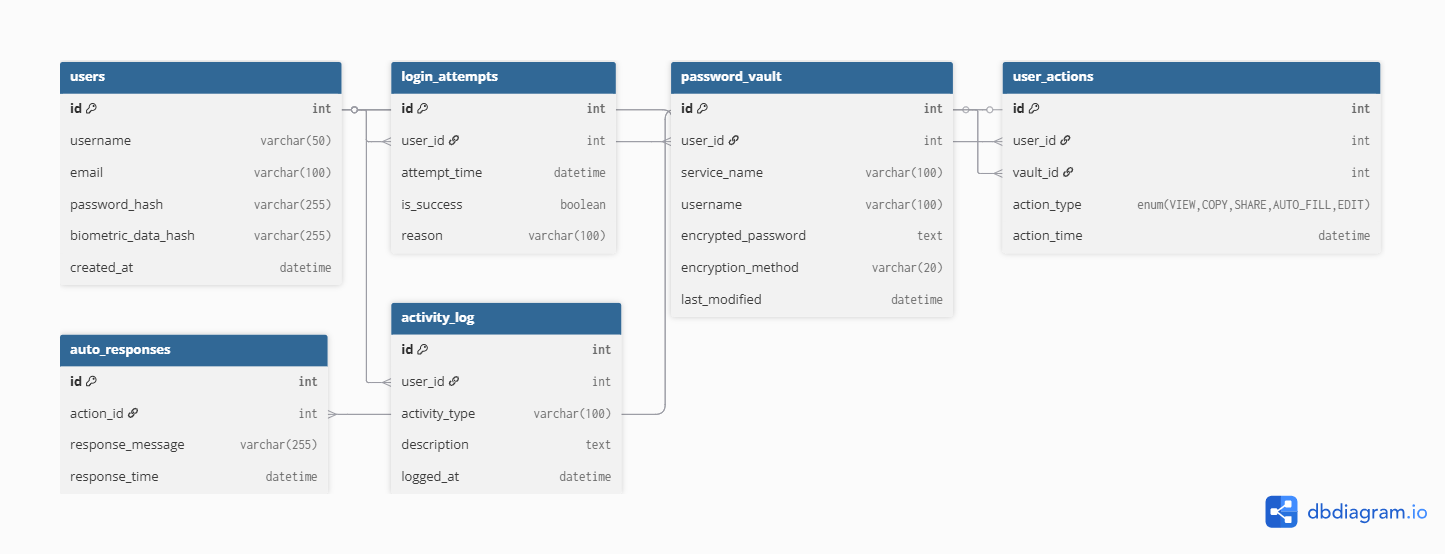 users
id int
username varchar(50)
email varchar(100)
password_hash varchar(255)
biometric_data_hash varchar(255)
created_at datetime
login_attempts
id int
user_id int
attempt_time datetime
is_success boolean
reason varchar(100)
password_vault
id int
user_id int
service_name varchar(100)
username varchar(100)
encrypted_password text
encryption_method varchar(20)
last_modified datetime
user_actions
id int
user_id int
vault_id int
action_type enum(VIEW,COPY,SHARE,AUTO_FILL,EDIT)
action_time datetime
auto_responses
id int
action_id int
response_message varchar(255)
response_time datetime
activity_log
id int
user_id int
activity_type varchar(100)
description text
logged_at datetime
dbdiagram.io